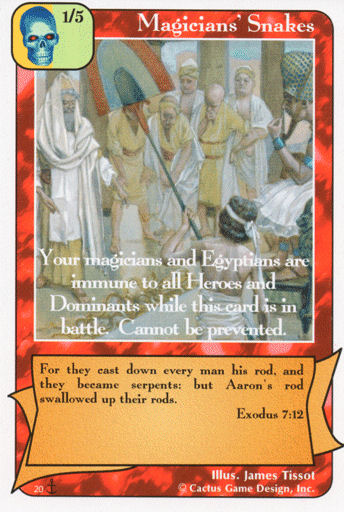 1/5
Magicians' Snakes
Your magicians and Egyptians are
immune to all Heroes and
Dominants while this card is in
battle. Cannot be prevented.
For they cast down every man his rod, and
they became serpents: but Aaron's rod
swallowed up their rods.
Exodus 7:12
Illus. James Tissot
20 © Cactus Game Design, Inc.